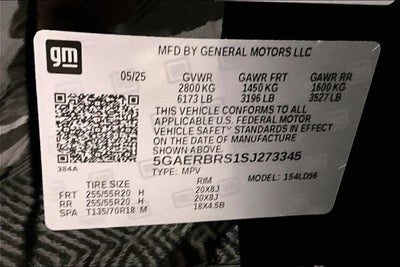 gm
MFD BY GENERAL MOTORS LLC
05/25 GVWR GAWR FRT GAWR RR
2800 KG 1450 KG 1600 KG
6173 LB 3196 LB 3527 LB
THIS VEHICLE CONFORMS TO ALL
APPLICABLE U.S. FEDERAL MOTOR
VEHICLE SAFETY STANDARDS IN EFFECT
ON THE DATE OF MANUFACTURE
SHOWN ABOVE.
5GAERBRS1SJ273345
384A
TYPE: MPV MODEL: 154LD56
TIRE SIZE RIM
FRT 255/55R20 H 20X8J
RR 255/55R20 H 20X8J
SPA T135/70R18 M 18X4.5B